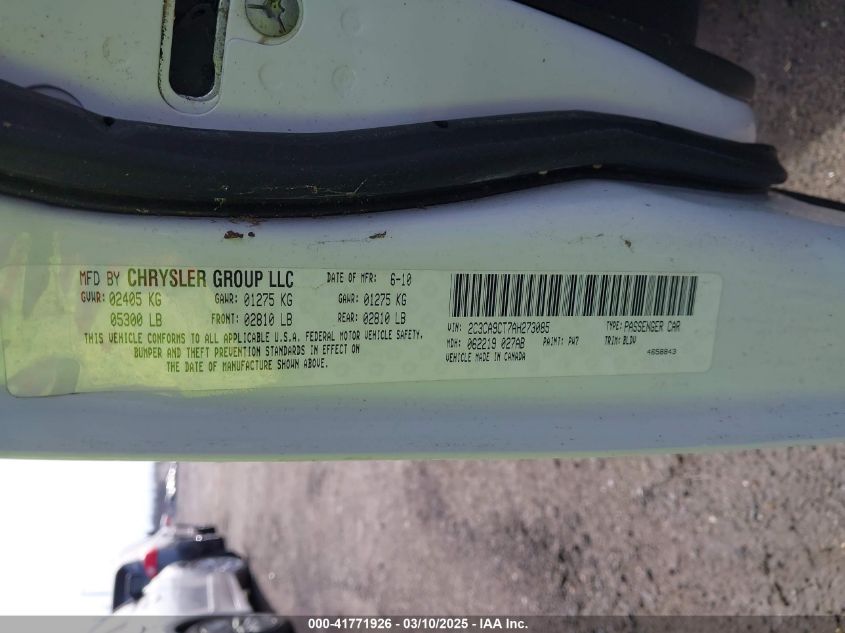 MFD BY CHRYSLER GROUP LLC DATE OF MFR: 6-10
GVWR: 02405 KG GAWR: 01275 KG GAWR: 01275 KG
05300 LB FRONT: 02810 LB REAR: 02810 LB
THIS VEHICLE CONFORMS TO ALL APPLICABLE U.S.A. FEDERAL MOTOR VEHICLE SAFETY,
BUMPER AND THEFT PREVENTION STANDARDS IN EFFECT ON
THE DATE OF MANUFACTURE SHOWN ABOVE.
VIN: 2C3CA9CT7AH273085 TYPE: PASSENGER CAR
MDH: 062219 027AB PAINT: PW7 TRIM: BLDV
VEHICLE MADE IN CANADA 4658843
000-41771926 - 03/10/2025 - IAA Inc.